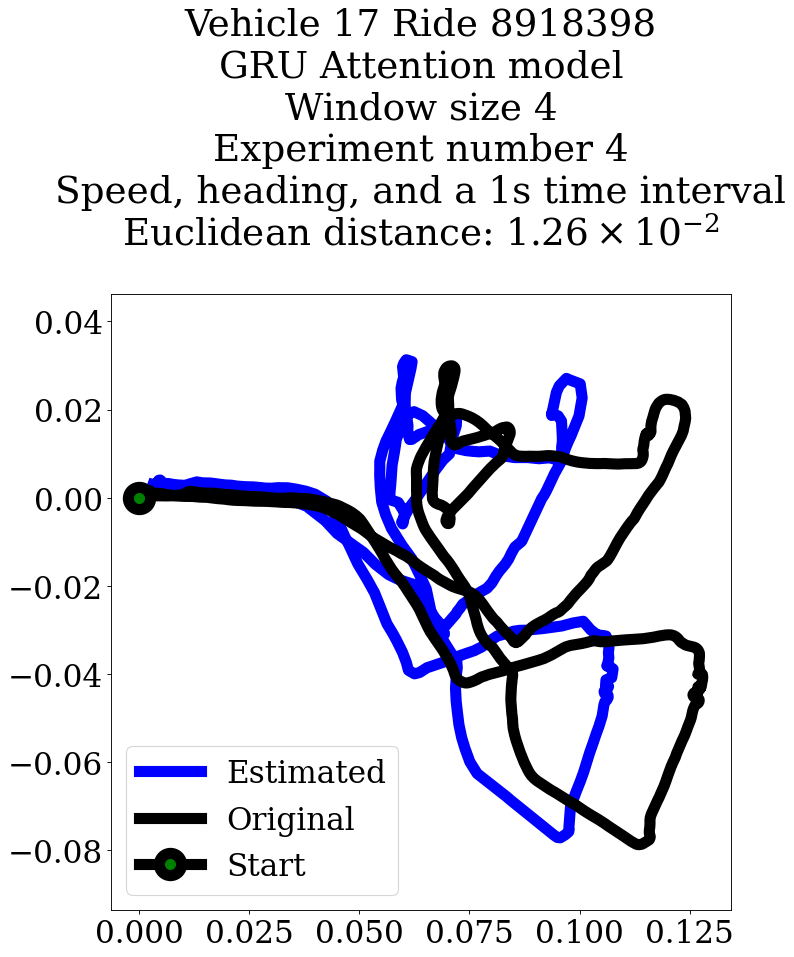 Vehicle 17 Ride 8918398
GRU Attention model
Window size 4
Experiment number 4
Speed, heading, and a 1s time interval
Euclidean distance: 1.26 × 10⁻²
0.04
0.02
0.00
−0.02
−0.04
−0.06
−0.08
Estimated
Original
Start
0.000 0.025 0.050 0.075 0.100 0.125